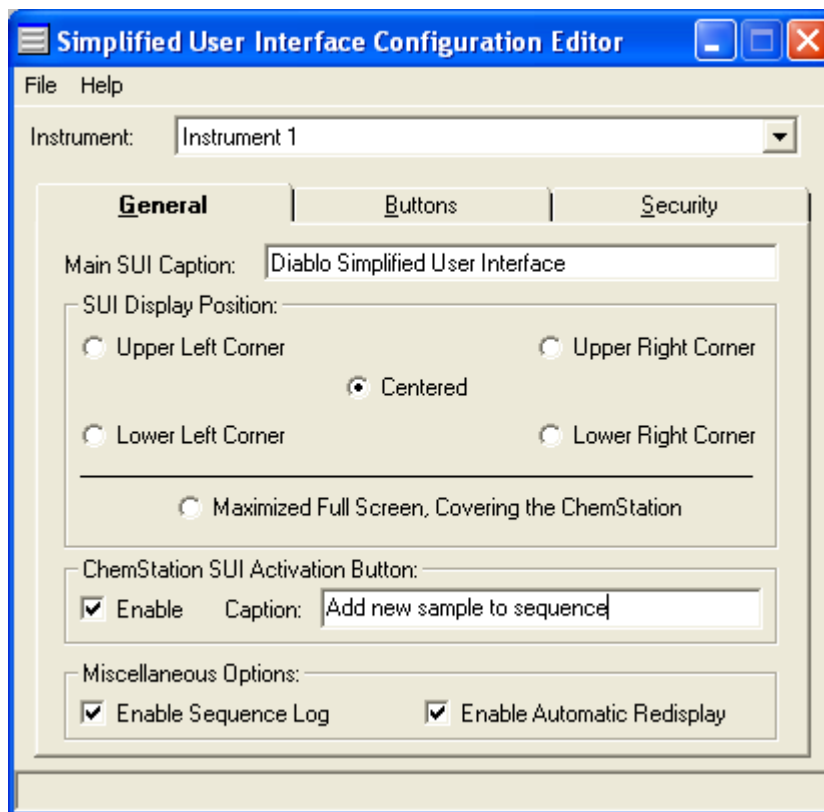 Simplified User Interface Configuration Editor
File Help
Instrument: Instrument 1
General Buttons Security
Main SUI Caption: Diablo Simplified User Interface
SUI Display Position:
Upper Left Corner Upper Right Corner
Centered
Lower Left Corner Lower Right Corner
Maximized Full Screen, Covering the ChemStation
ChemStation SUI Activation Button:
Enable Caption: Add new sample to sequence
Miscellaneous Options:
Enable Sequence Log Enable Automatic Redisplay